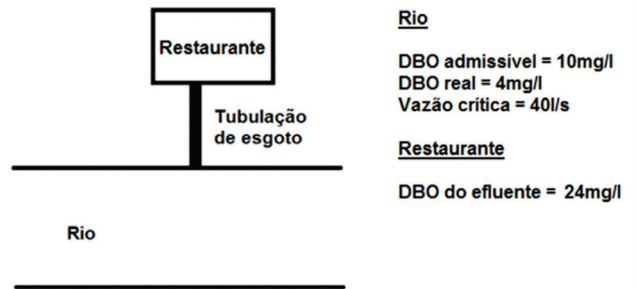 Restaurante
Tubulação
de esgoto
Rio
Rio
DBO admissível = 10mg/l
DBO real = 4mg/l
Vazão crítica = 40l/s
Restaurante
DBO do efluente = 24mg/l